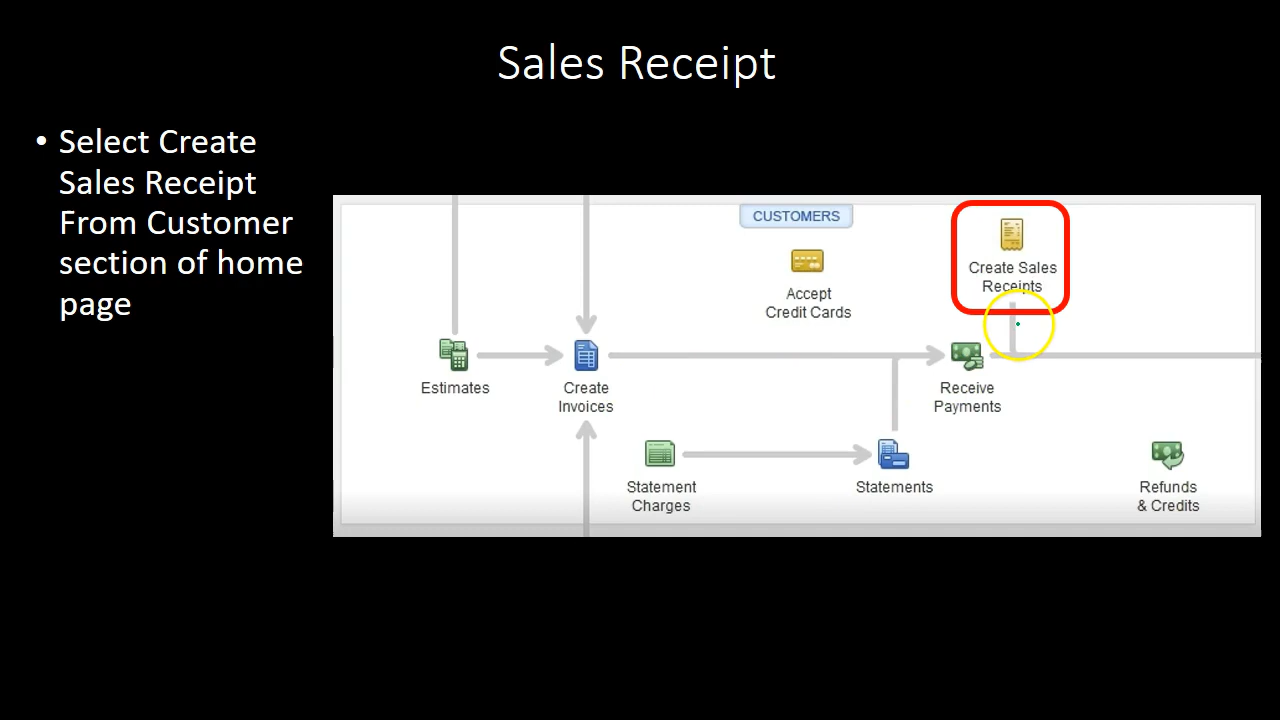 Sales Receipt
• Select Create
Sales Receipt
From Customer
section of home
page
CUSTOMERS
Create Sales
Receipts
Accept
Credit Cards
Estimates
Create
Invoices
Receive
Payments
Statement
Charges
Statements
Refunds
& Credits